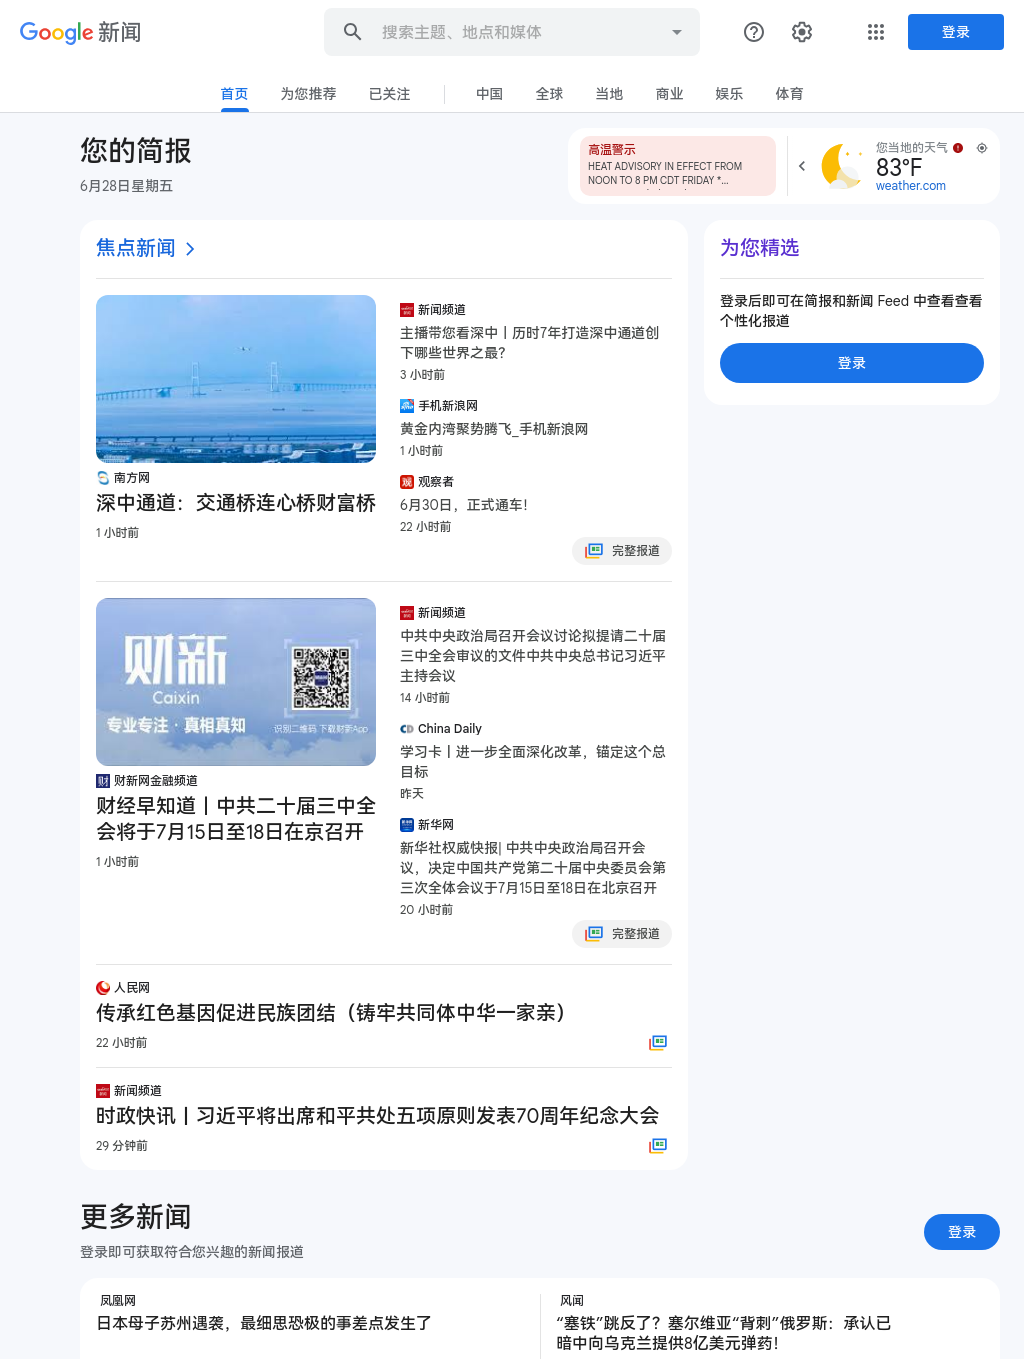 Google 新闻
搜索主题、地点和媒体
登录
首页
为您推荐
已关注
中国
全球
当地
商业
娱乐
体育
您的简报
6月28日星期五
高温警示
HEAT ADVISORY IN EFFECT FROM
NOON TO 8 PM CDT FRIDAY *...
您当地的天气
83°F
weather.com
焦点新闻
南方网
深中通道：交通桥连心桥财富桥
1 小时前
新闻频道
主播带您看深中丨历时7年打造深中通道创
下哪些世界之最？
3 小时前
手机新浪网
黄金内湾聚势腾飞_手机新浪网
1 小时前
观察者
6月30日，正式通车！
22 小时前
完整报道
财新
Caixin
专业专注 · 真相真知
识别二维码 下载财新App
财新网金融频道
财经早知道丨中共二十届三中全
会将于7月15日至18日在京召开
1 小时前
新闻频道
中共中央政治局召开会议讨论拟提请二十届
三中全会审议的文件中共中央总书记习近平
主持会议
14 小时前
China Daily
学习卡丨进一步全面深化改革，锚定这个总
目标
昨天
新华网
新华社权威快报| 中共中央政治局召开会
议，决定中国共产党第二十届中央委员会第
三次全体会议于7月15日至18日在北京召开
20 小时前
完整报道
人民网
传承红色基因促进民族团结（铸牢共同体中华一家亲）
22 小时前
新闻频道
时政快讯丨习近平将出席和平共处五项原则发表70周年纪念大会
29 分钟前
为您精选
登录后即可在简报和新闻 Feed 中查看查看
个性化报道
登录
更多新闻
登录即可获取符合您兴趣的新闻报道
登录
凤凰网
日本母子苏州遇袭，最细思恐极的事差点发生了
风闻
“塞铁”跳反了？塞尔维亚“背刺”俄罗斯：承认已
暗中向乌克兰提供8亿美元弹药！